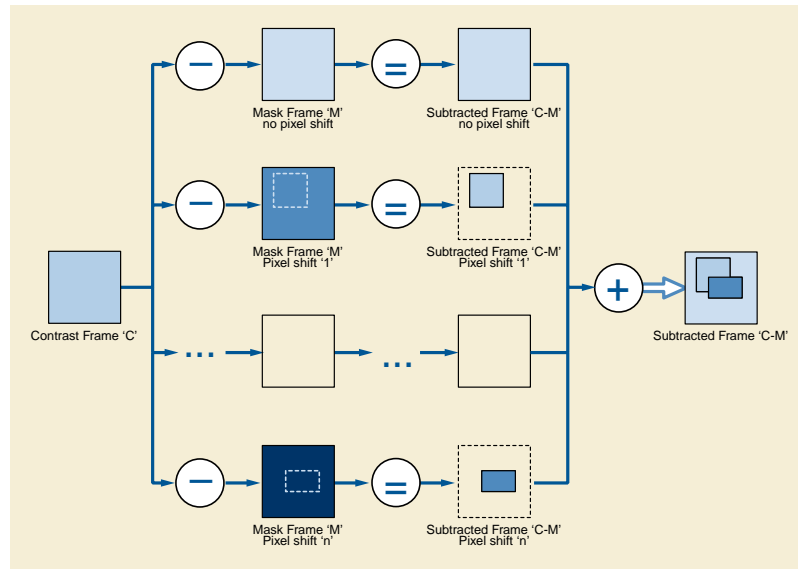 −
Mask Frame ‘M’
no pixel shift
=
Subtracted Frame ‘C-M’
no pixel shift
−
Mask Frame ‘M’
Pixel shift ‘1’
=
Subtracted Frame ‘C-M’
Pixel shift ‘1’
Contrast Frame ‘C’
+
Subtracted Frame ‘C-M’
...
...
−
Mask Frame ‘M’
Pixel shift ‘n’
=
Subtracted Frame ‘C-M’
Pixel shift ‘n’